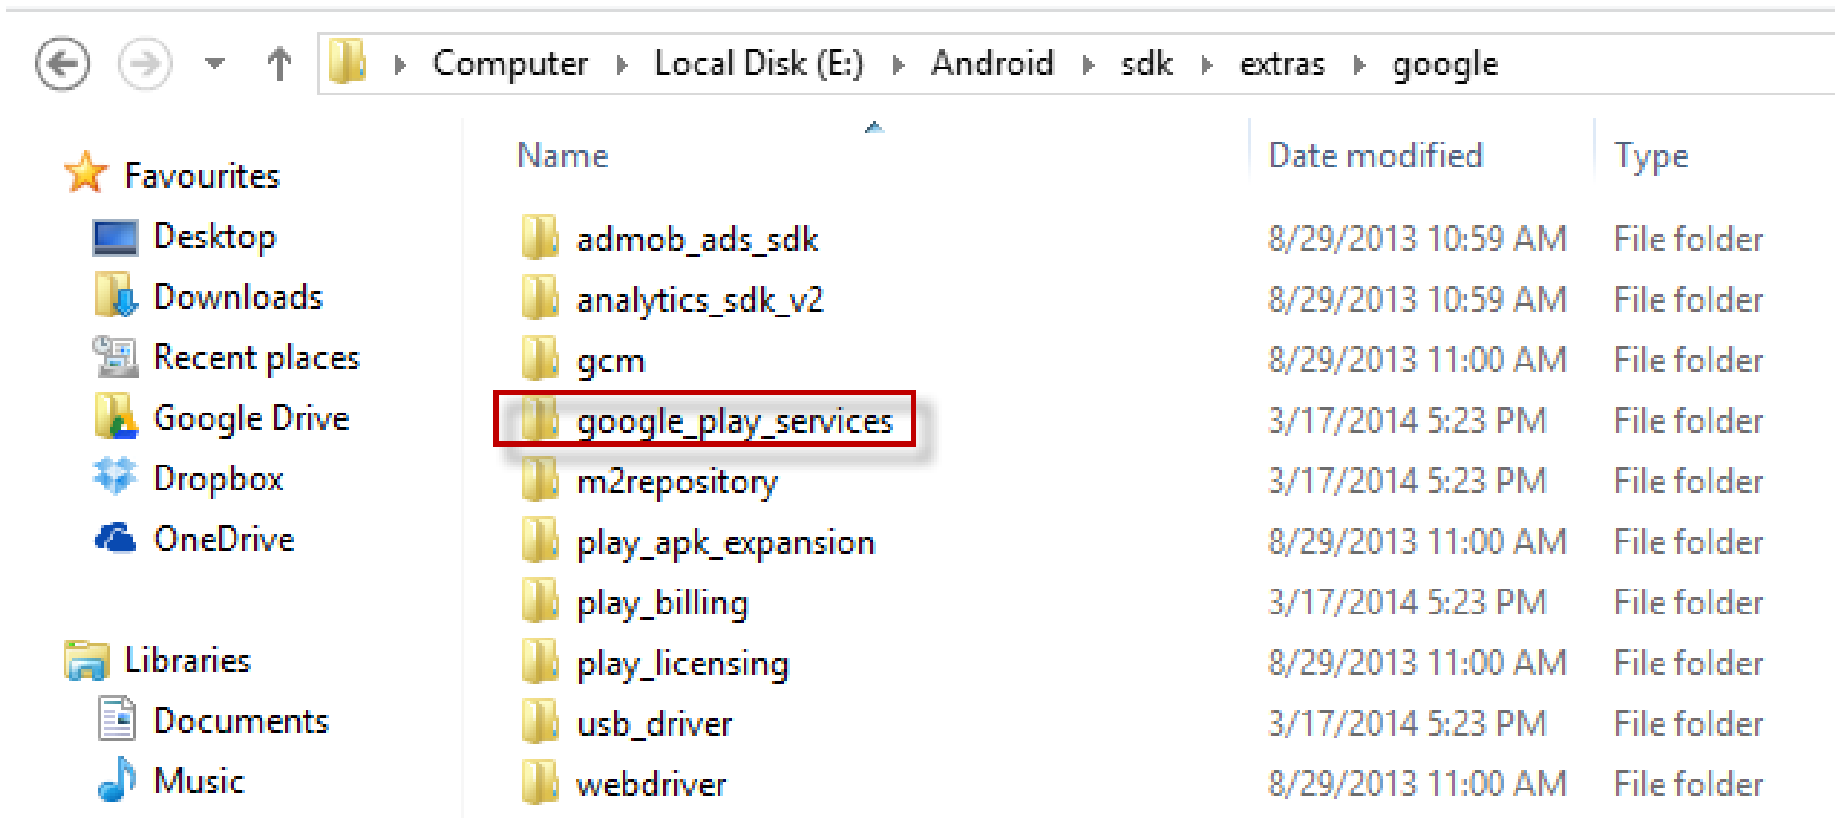 Computer Local Disk (E:) Android sdk extras google
Name Date modified Type
Favourites
Desktop
Downloads
Recent places
Google Drive
Dropbox
OneDrive
Libraries
Documents
Music
admob_ads_sdk 8/29/2013 10:59 AM File folder
analytics_sdk_v2 8/29/2013 10:59 AM File folder
gcm 8/29/2013 11:00 AM File folder
google_play_services 3/17/2014 5:23 PM File folder
m2repository 3/17/2014 5:23 PM File folder
play_apk_expansion 8/29/2013 11:00 AM File folder
play_billing 3/17/2014 5:23 PM File folder
play_licensing 8/29/2013 11:00 AM File folder
usb_driver 3/17/2014 5:23 PM File folder
webdriver 8/29/2013 11:00 AM File folder